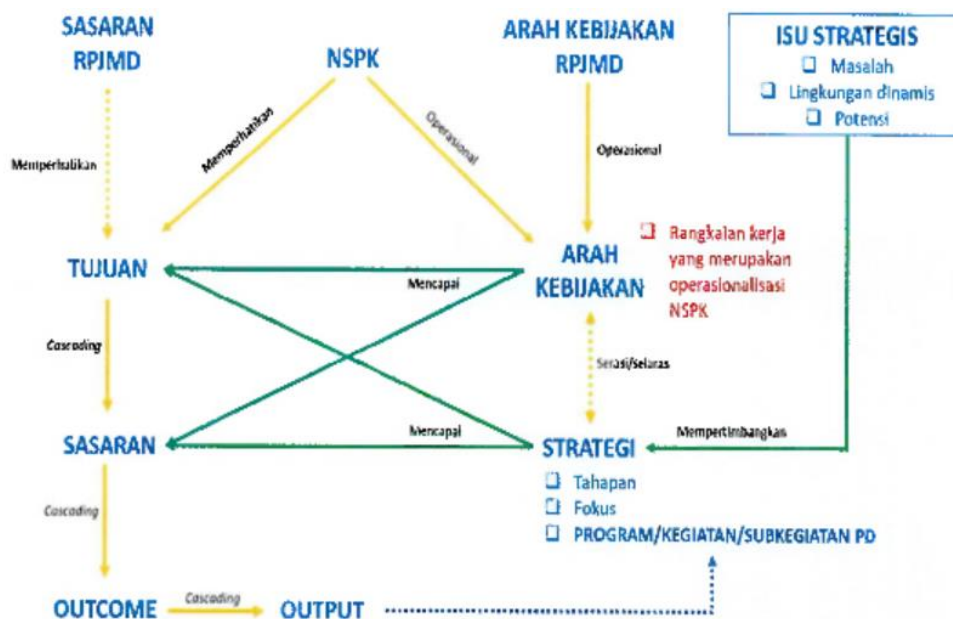 SASARAN
RPJMD
NSPK
ARAH KEBIJAKAN
RPJMD
ISU STRATEGIS
Masalah
Lingkungan dinamis
Potensi
Memperhatikan
Memperhatikan
Operasional
Operasional
TUJUAN
Mencapai
ARAH
KEBIJAKAN
Rangkaian kerja
yang merupakan
operasionalisasi
NSPK
Cascading
Serasi/Selaras
SASARAN
Mencapai
STRATEGI
Mempertimbangkan
Tahapan
Fokus
PROGRAM/KEGIATAN/SUBKEGIATAN PD
Cascading
OUTCOME
Cascading
OUTPUT